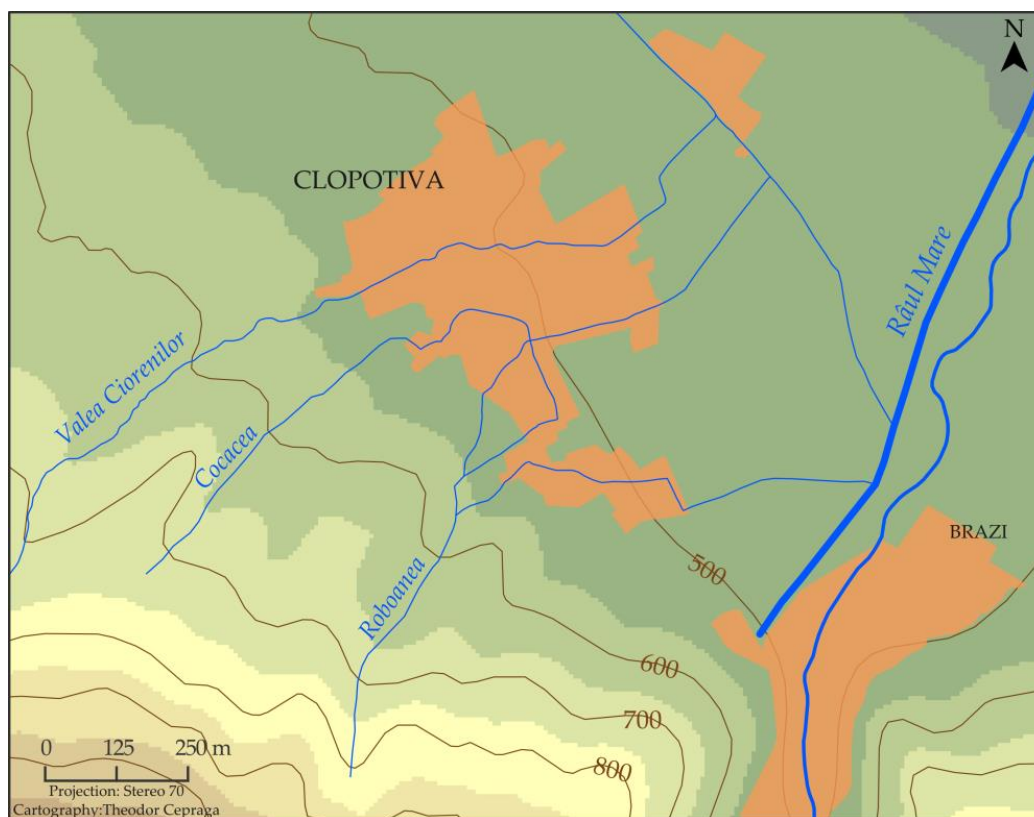 N
CLOPOTIVA
Râul Mare
Valea Ciorenilor
Cocacea
BRAZI
500
Roboanea
600
700
800
0 125 250 m
Projection: Stereo 70
Cartography:Theodor Cepraga